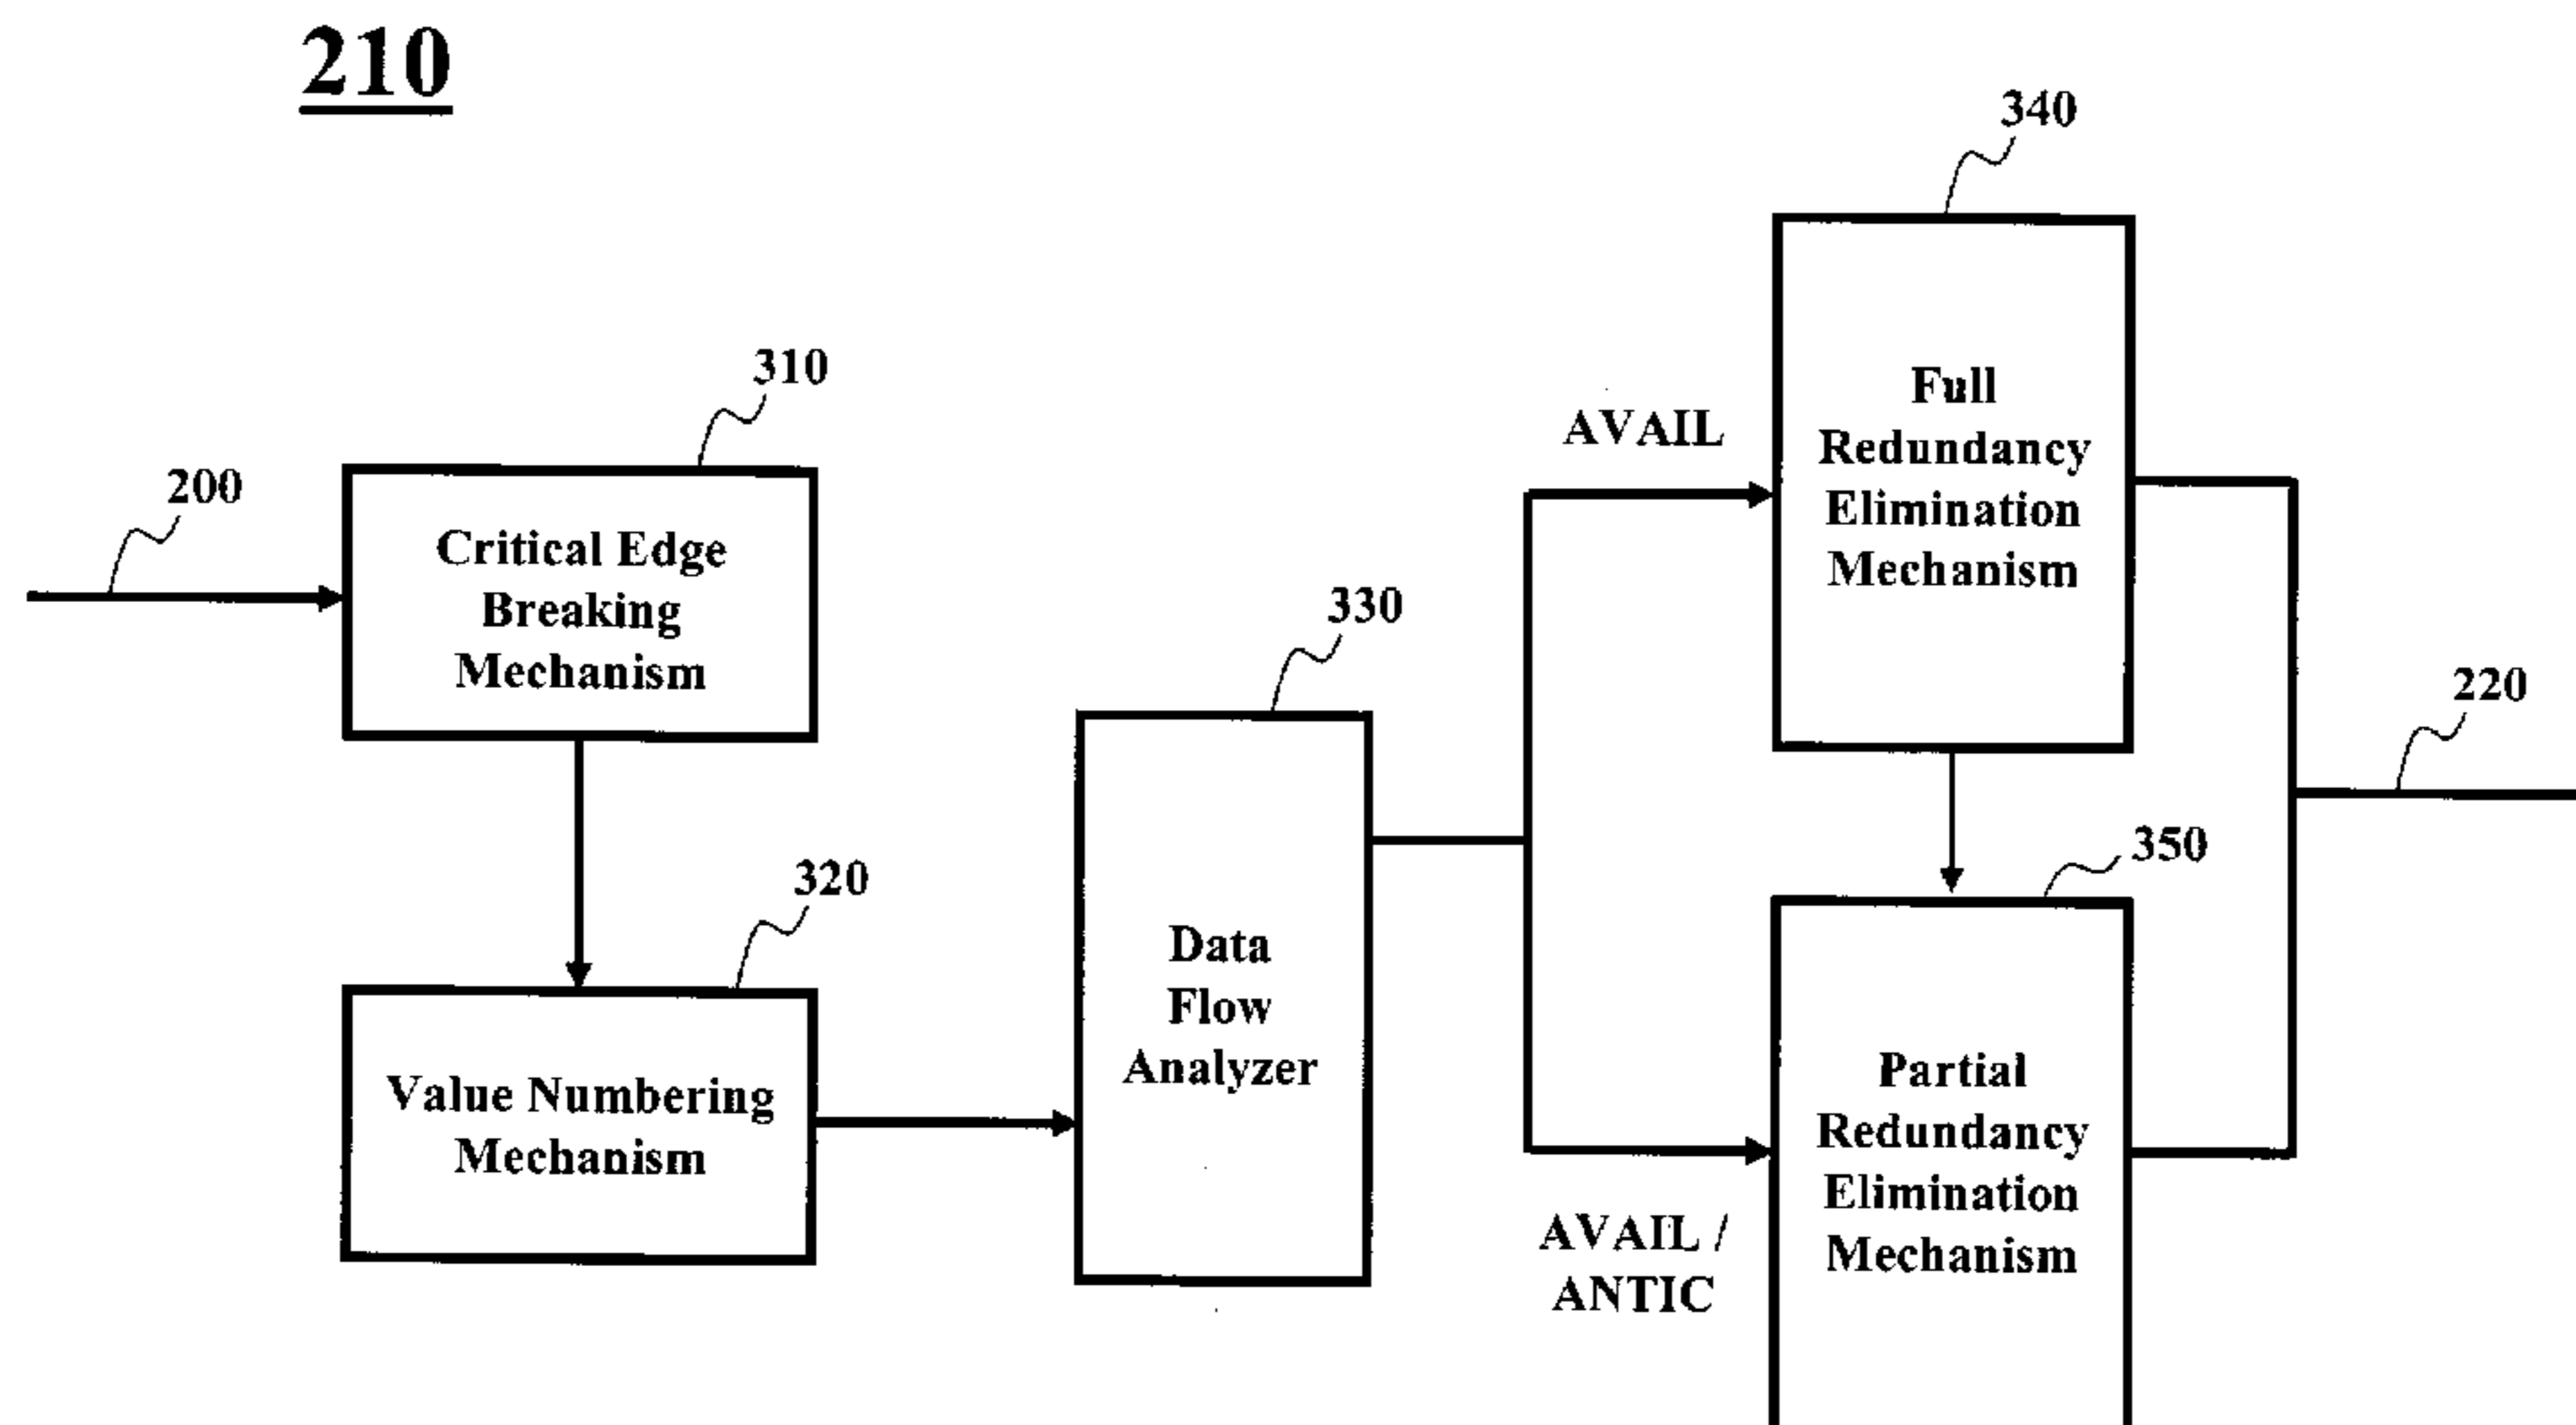 210
340
310
Full
Redundancy
Elimination
Mechanism
AVAIL
200
Critical Edge
Breaking
Mechanism
330
220
350
320
Data
Flow
Analyzer
Value Numbering
Mechanism
Partial
Redundancy
Elimination
Mechanism
AVAIL /
ANTIC